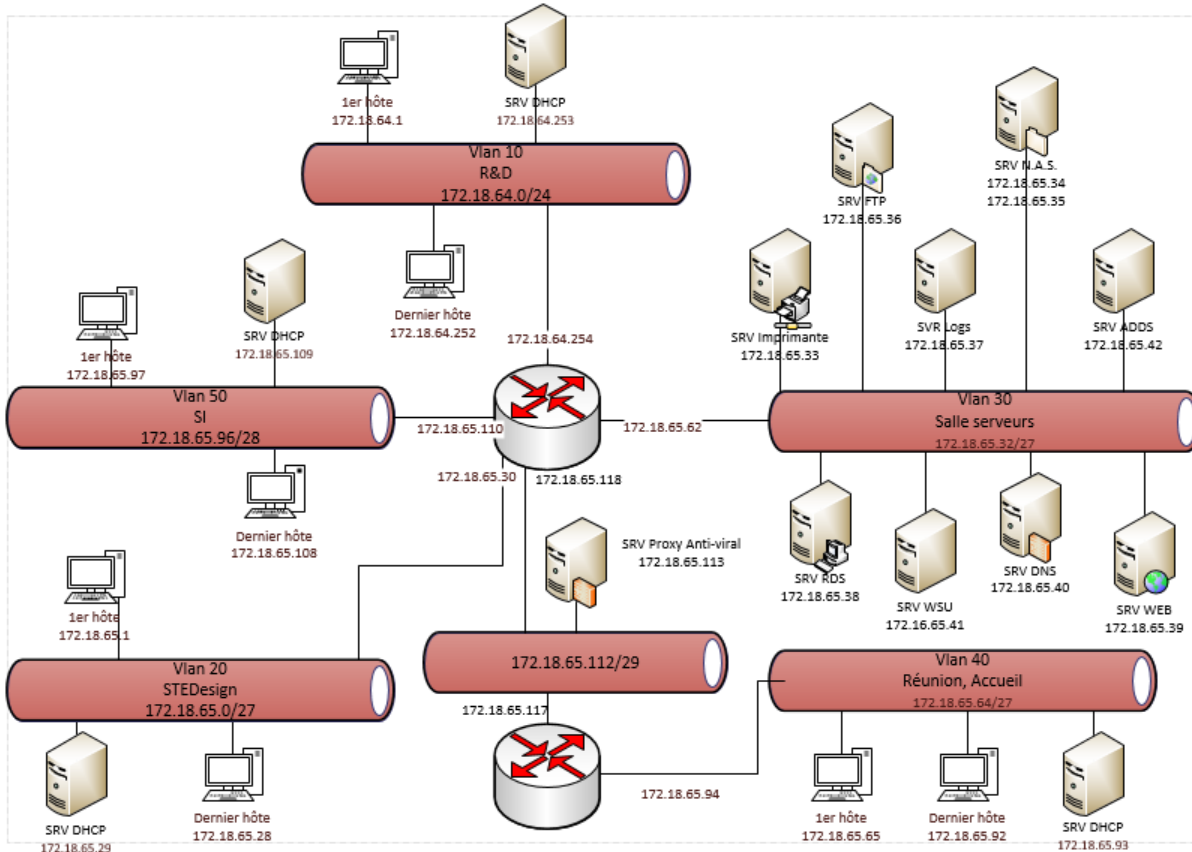 1er hôte
172.18.64.1
SRV DHCP
172.18.64.253
Vlan 10
R&D
172.18.64.0/24
Dernier hôte
172.18.64.252
172.18.64.254
SRV N.A.S.
172.18.65.34
172.18.65.35
SRV FTP
172.18.65.36
SRV Imprimante
172.18.65.33
SVR Logs
172.18.65.37
SRV ADDS
172.18.65.42
1er hôte
172.18.65.97
SRV DHCP
172.18.65.109
Vlan 50
SI
172.18.65.96/28
172.18.65.110
172.18.65.62
Vlan 30
Salle serveurs
172.18.65.32/27
Dernier hôte
172.18.65.108
172.18.65.30
172.18.65.118
SRV Proxy Anti-viral
172.18.65.113
SRV RDS
172.18.65.38
SRV WSU
172.16.65.41
SRV DNS
172.18.65.40
SRV WEB
172.18.65.39
1er hôte
172.18.65.1
Vlan 20
STEDesign
172.18.65.0/27
172.18.65.112/29
Vlan 40
Réunion, Accueil
172.18.65.64/27
172.18.65.117
172.18.65.94
SRV DHCP
172.18.65.29
Dernier hôte
172.18.65.28
1er hôte
172.18.65.65
Dernier hôte
172.18.65.92
SRV DHCP
172.18.65.93